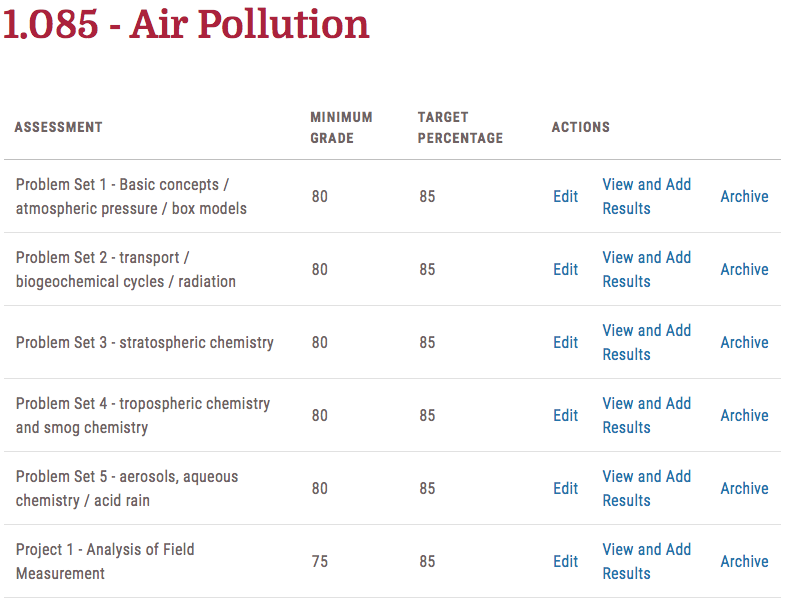 1.085 - Air Pollution
ASSESSMENT MINIMUM GRADE TARGET PERCENTAGE ACTIONS
Problem Set 1 - Basic concepts /
atmospheric pressure / box models 80 85 Edit View and Add Results Archive
Problem Set 2 - transport /
biogeochemical cycles / radiation 80 85 Edit View and Add Results Archive
Problem Set 3 - stratospheric chemistry 80 85 Edit View and Add Results Archive
Problem Set 4 - tropospheric chemistry
and smog chemistry 80 85 Edit View and Add Results Archive
Problem Set 5 - aerosols, aqueous
chemistry / acid rain 80 85 Edit View and Add Results Archive
Project 1 - Analysis of Field
Measurement 75 85 Edit View and Add Results Archive